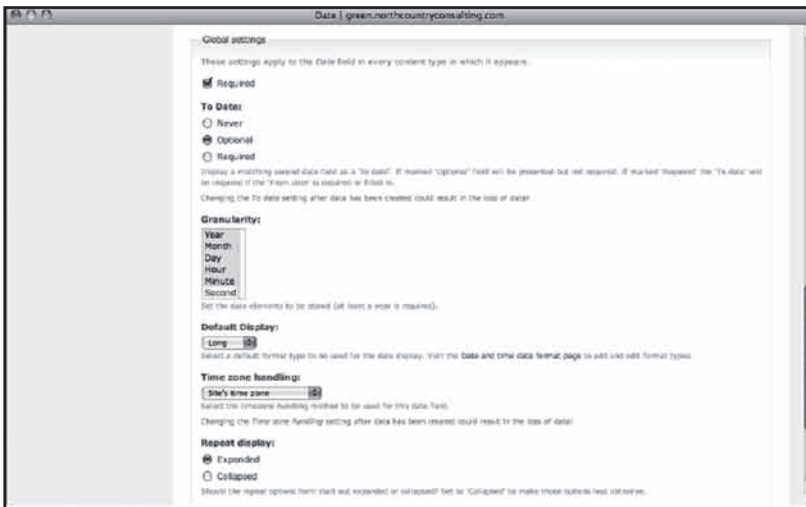 Date | green.northcountryconsalting.com
Global settings
These settings apply to the Date field in every content type in which it appears.
Required
To Date:
Never
Optional
Required
Display a matching second date field as a "To date". If marked 'Optional' field will be presented but not required. If marked 'Required' the 'To date' will
be required if the 'From date' is required or filled in.
Changing the To date setting after data has been created could result in the loss of data!
Granularity:
Year
Month
Day
Hour
Minute
Second
Set the date elements to be stored (at least a year is required).
Default Display:
Long
Select a default format type to be used for the date display. Visit the Date and time date format page to add and edit format types.
Time zone handling:
Site's time zone
Select the timezone handling method to be used for this date field.
Changing the Time zone handling setting after data has been created could result in the loss of data!
Repeat display:
Expanded
Collapsed
Should the repeat options form start out expanded or collapsed? Set to 'Collapsed' to make those options less obtrusive.